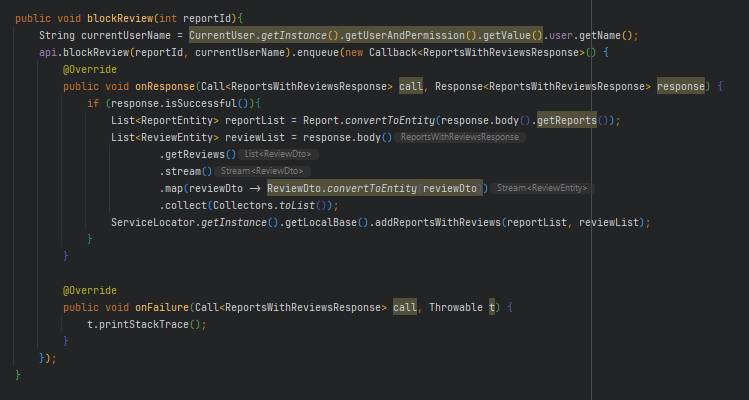 public void blockReview(int reportId){
String currentUserName = CurrentUser.getInstance().getUserAndPermission().getValue().user.getName();
api.blockReview(reportId, currentUserName).enqueue(new Callback<ReportsWithReviewsResponse>() {
@Override
public void onResponse(Call<ReportsWithReviewsResponse> call, Response<ReportsWithReviewsResponse> response) {
if (response.isSuccessful()){
List<ReportEntity> reportList = Report.convertToEntity(response.body().getReports());
List<ReviewEntity> reviewList = response.body() ReportsWithReviewsResponse
.getReviews() List<ReviewDto>
.stream() Stream<ReviewDto>
.map(reviewDto -> ReviewDto.convertToEntity(reviewDto)) Stream<ReviewEntity>
.collect(Collectors.toList());
ServiceLocator.getInstance().getLocalBase().addReportsWithReviews(reportList, reviewList);
}
}
@Override
public void onFailure(Call<ReportsWithReviewsResponse> call, Throwable t) {
t.printStackTrace();
}
});
}